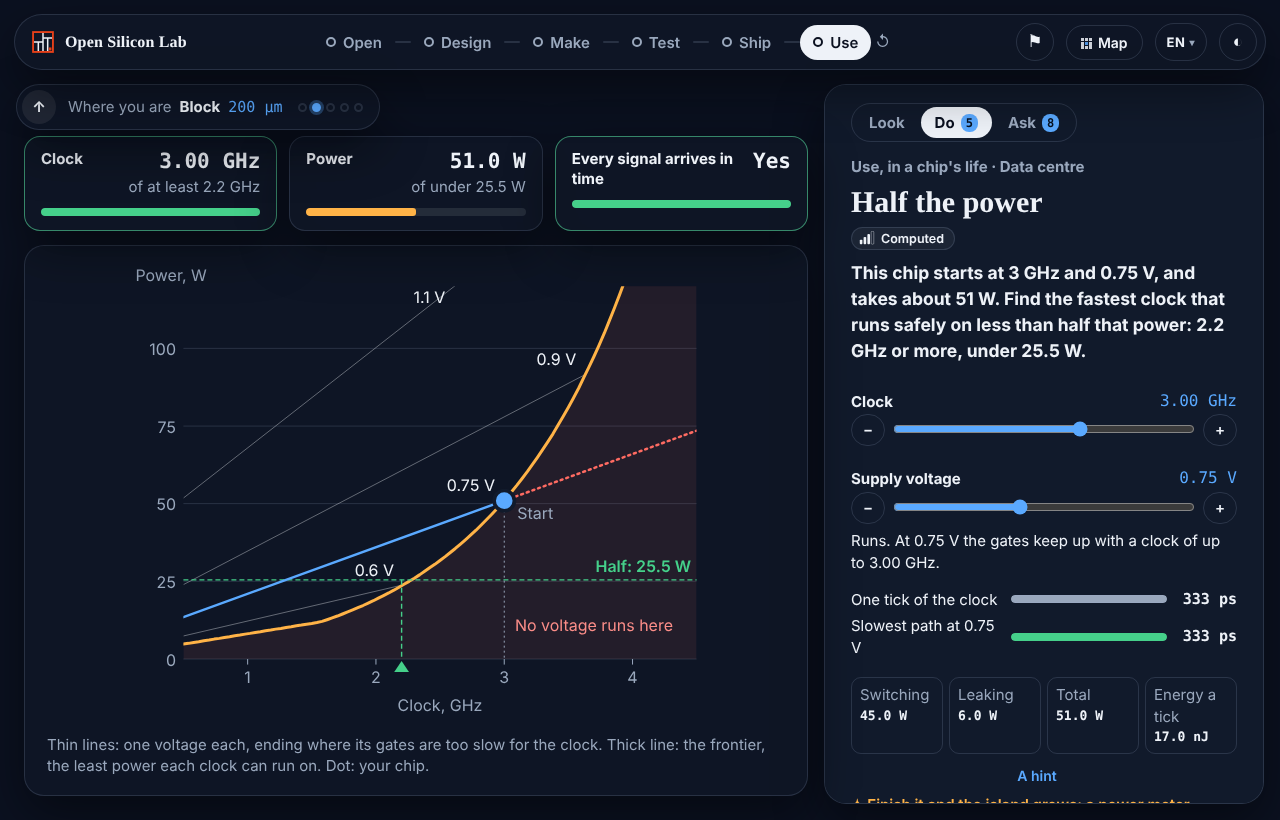 Open Silicon Lab
Open
Design
Make
Test
Ship
Use
Map
EN
Where you are Block 200 µm
Clock 3.00 GHz
of at least 2.2 GHz
Power 51.0 W
of under 25.5 W
Every signal arrives in time Yes
Power, W
1.1 V
0.9 V
0.75 V
0.6 V
Start
Half: 25.5 W
No voltage runs here
100
75
50
25
0
1 2 3 4
Clock, GHz
Thin lines: one voltage each, ending where its gates are too slow for the clock. Thick line: the frontier,
the least power each clock can run on. Dot: your chip.
Look
Do 5
Ask 8
Use, in a chip's life · Data centre
Half the power
Computed
This chip starts at 3 GHz and 0.75 V, and
takes about 51 W. Find the fastest clock that
runs safely on less than half that power: 2.2
GHz or more, under 25.5 W.
Clock 3.00 GHz
− +
Supply voltage 0.75 V
− +
Runs. At 0.75 V the gates keep up with a clock of up
to 3.00 GHz.
One tick of the clock 333 ps
Slowest path at 0.75 V 333 ps
Switching
45.0 W
Leaking
6.0 W
Total
51.0 W
Energy a tick
17.0 nJ
A hint
Finish it and the island grows: a power meter